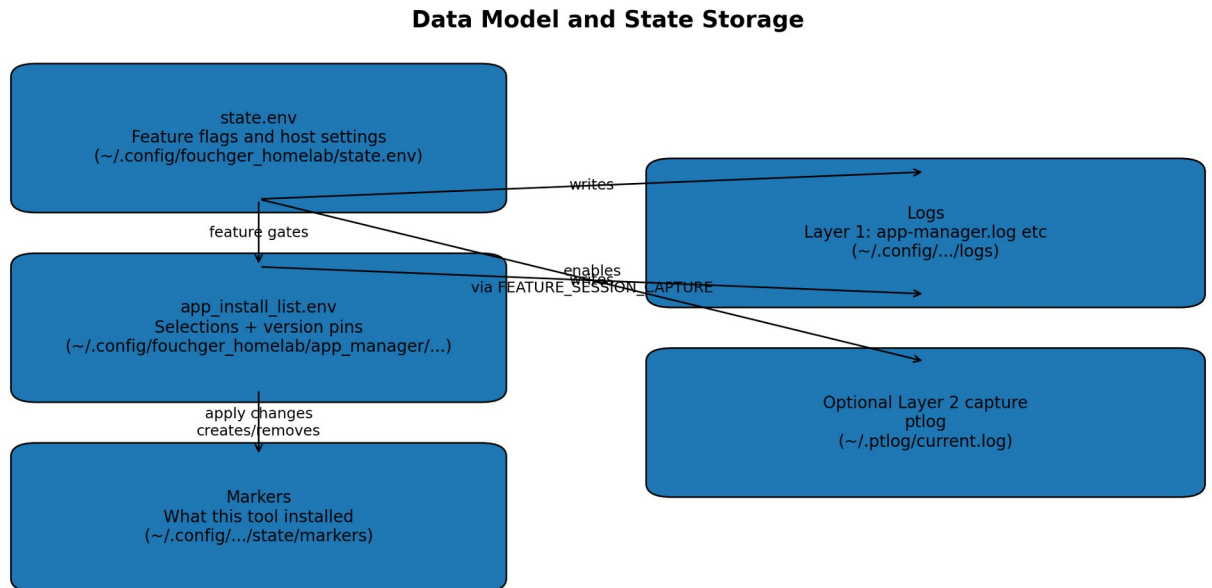 Data Model and State Storage
state.env
Feature flags and host settings
(~/.config/fouchger_homelab/state.env)
writes
feature gates
Logs
Layer 1: app-manager.log etc
(~/.config/.../logs)
enables
via FEATURE_SESSION_CAPTURE
writes
app_install_list.env
Selections + version pins
(~/.config/fouchger_homelab/app_manager/...)
apply changes
creates/removes
Optional Layer 2 capture
ptlog
(~/.ptlog/current.log)
Markers
What this tool installed
(~/.config/.../state/markers)